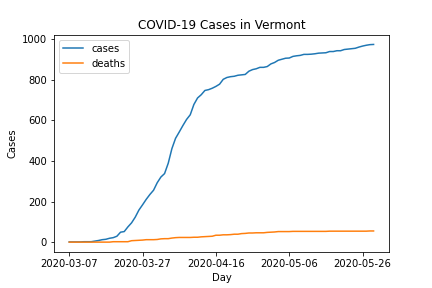 COVID-19 Cases in Vermont
cases
deaths
1000
800
600
400
200
0
Cases
2020-03-07 2020-03-27 2020-04-16 2020-05-06 2020-05-26
Day